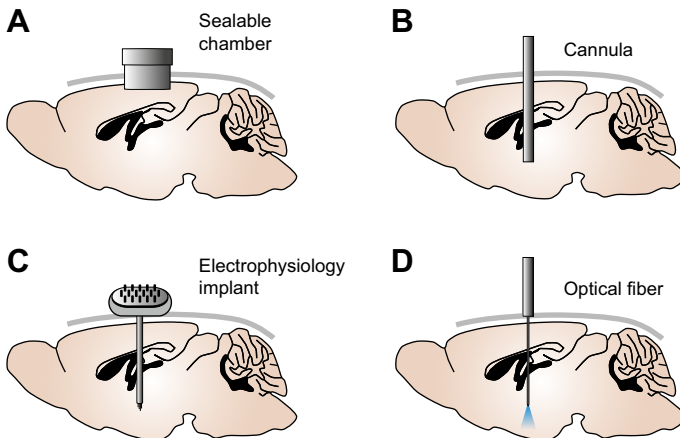 A
Sealable
chamber
B
Cannula
C
Electrophysiology
implant
D
Optical fiber